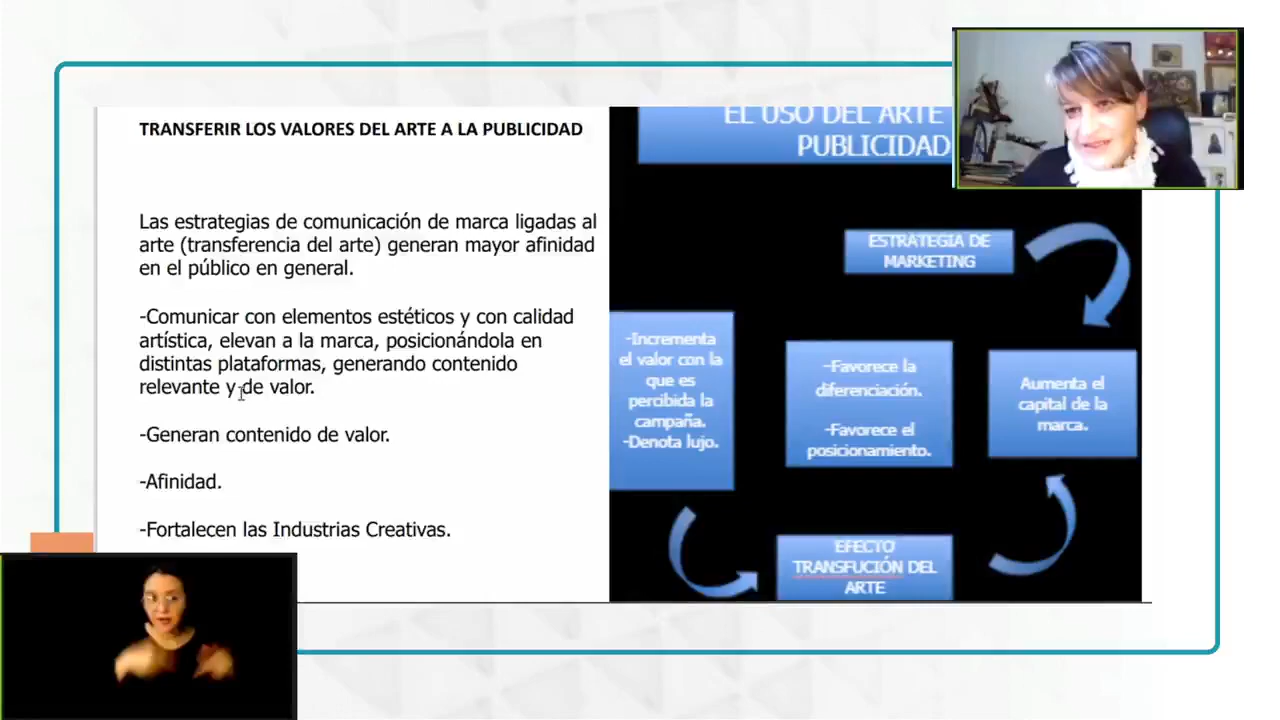 TRANSFERIR LOS VALORES DEL ARTE A LA PUBLICIDAD
Las estrategias de comunicación de marca ligadas al
arte (transferencia del arte) generan mayor afinidad
en el público en general.
-Comunicar con elementos estéticos y con calidad
artística, elevan a la marca, posicionándola en
distintas plataformas, generando contenido
relevante y de valor.
-Generan contenido de valor.
-Afinidad.
-Fortalecen las Industrias Creativas.
EL USO DEL ARTE
PUBLICIDAD
ESTRATEGIA DE
MARKETING
-Incrementa
el valor con la
que es
percibida la
campaña.
-Denota lujo.
-Favorece la
diferenciación.
-Favorece el
posicionamiento.
Aumenta el
capital de la
marca.
EFECTO
TRANSFUCIÓN DEL
ARTE